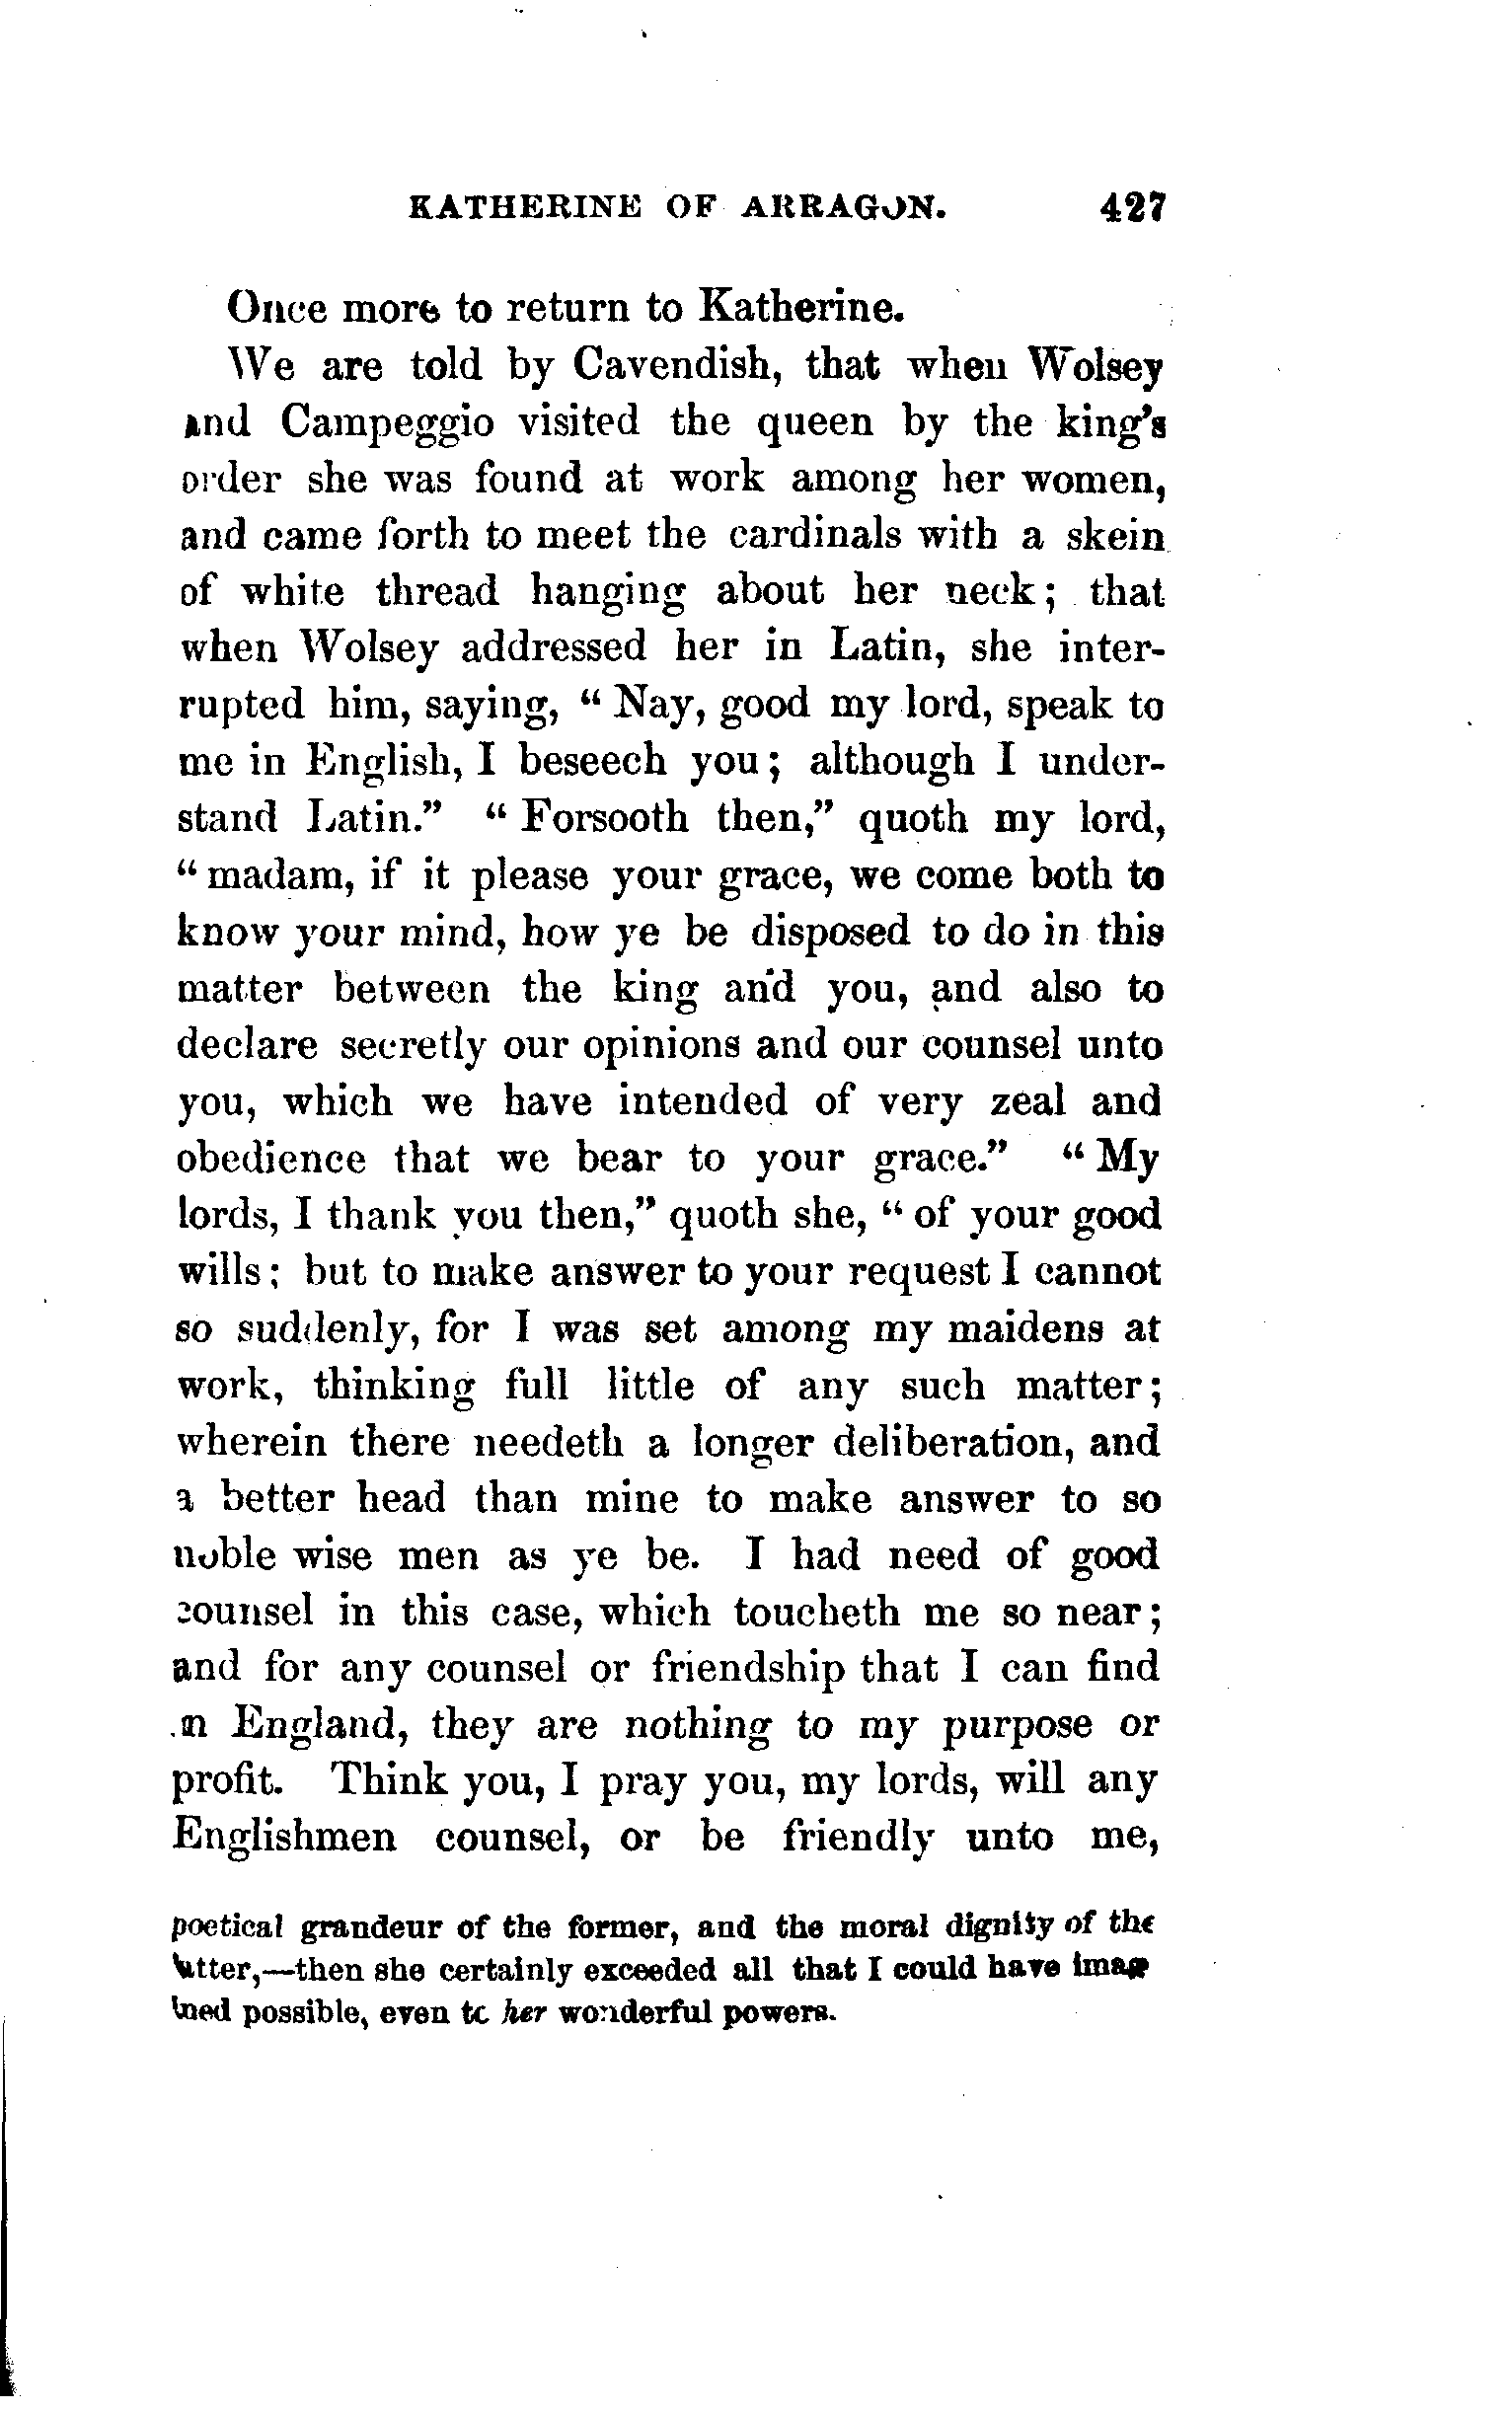 KATHERINE OF ARRAGON. 427
Once more to return to Katherine.
We are told by Cavendish, that when Wolsey
and Campeggio visited the queen by the king's
order she was found at work among her women,
and came forth to meet the cardinals with a skein
of white thread hanging about her neck; that
when Wolsey addressed her in Latin, she inter-
rupted him, saying, “Nay, good my lord, speak to
me in English, I beseech you; although I under-
stand Latin.” “Forsooth then,” quoth my lord,
“madam, if it please your grace, we come both to
know your mind, how ye be disposed to do in this
matter between the king and you, and also to
declare secretly our opinions and our counsel unto
you, which we have intended of very zeal and
obedience that we bear to your grace.” “My
lords, I thank you then,” quoth she, “of your good
wills; but to make answer to your request I cannot
so suddenly, for I was set among my maidens at
work, thinking full little of any such matter;
wherein there needeth a longer deliberation, and
a better head than mine to make answer to so
noble wise men as ye be. I had need of good
counsel in this case, which toucheth me so near;
and for any counsel or friendship that I can find
in England, they are nothing to my purpose or
profit. Think you, I pray you, my lords, will any
Englishmen counsel, or be friendly unto me,
poetical grandeur of the former, and the moral dignity of the
latter,—then she certainly exceeded all that I could have imag
ined possible, even to her wonderful powers.